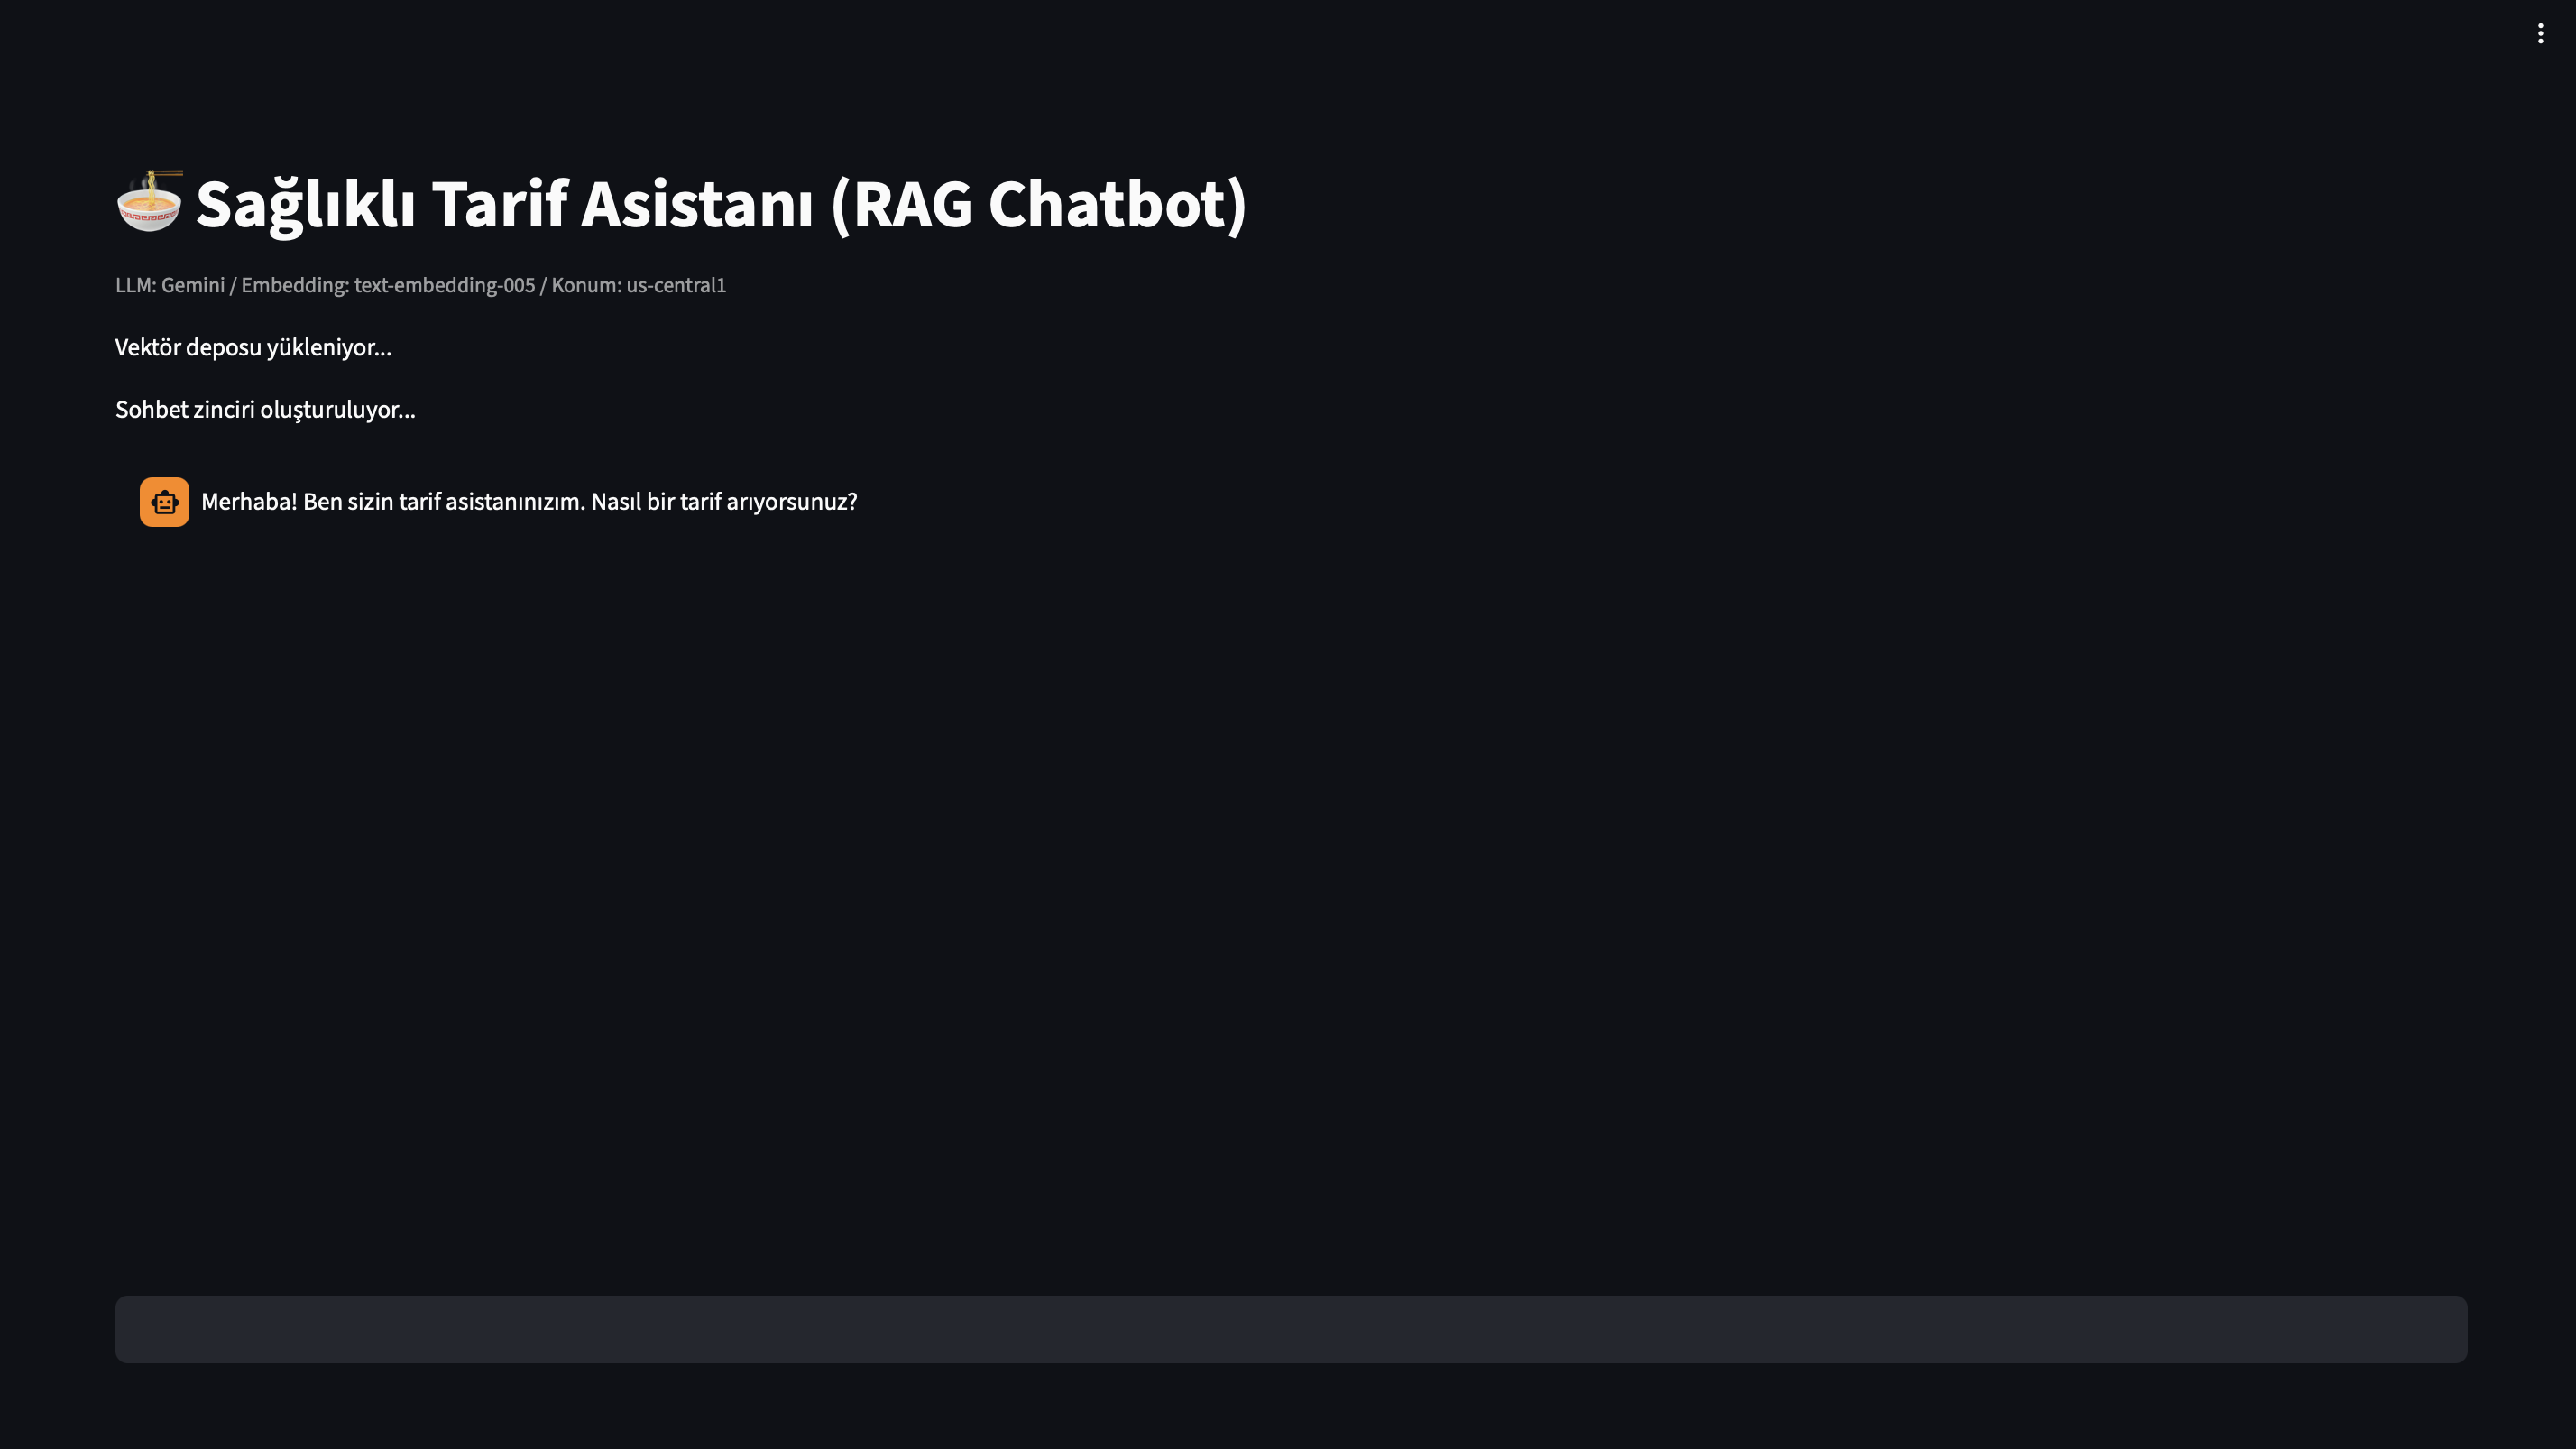 Sağlıklı Tarif Asistanı (RAG Chatbot)
LLM: Gemini / Embedding: text-embedding-005 / Konum: us-central1
Vektör deposu yükleniyor...
Sohbet zinciri oluşturuluyor...
Merhaba! Ben sizin tarif asistanınızım. Nasıl bir tarif arıyorsunuz?